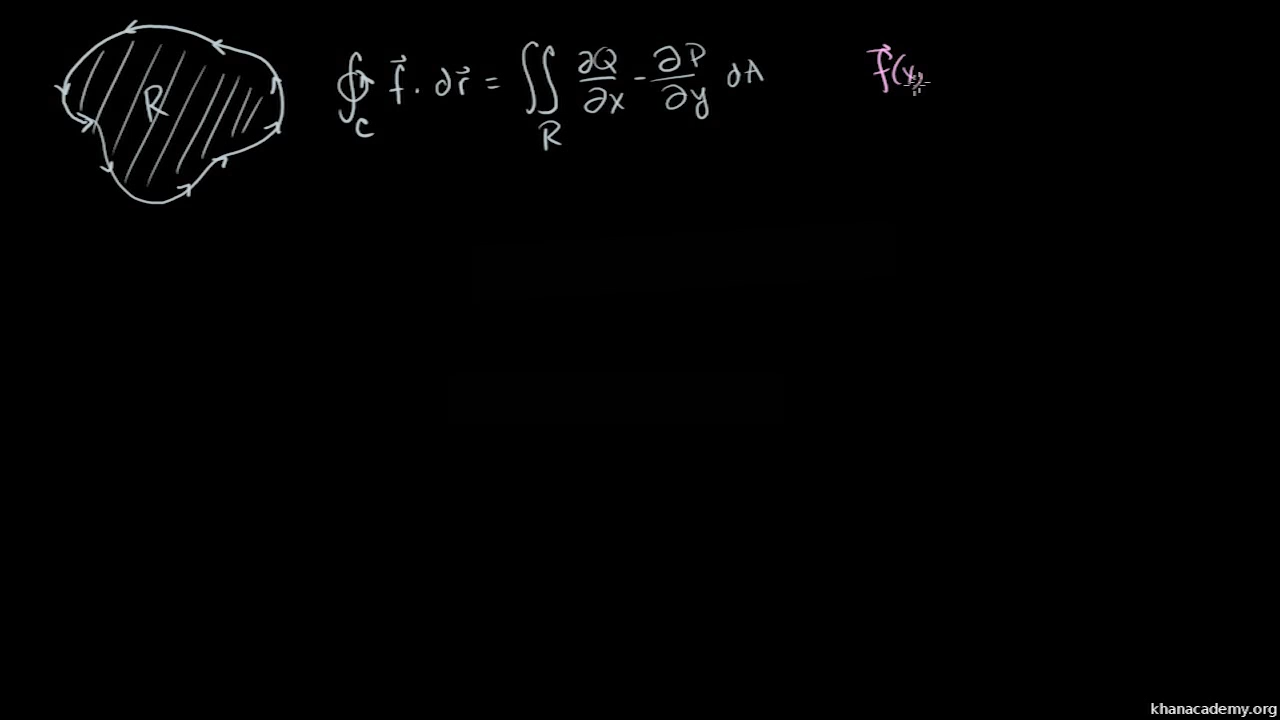 R
∮_C f⃗ · dr⃗ = ∬_R ∂Q/∂x - ∂P/∂y dA
f⃗(x,
khanacademy.org